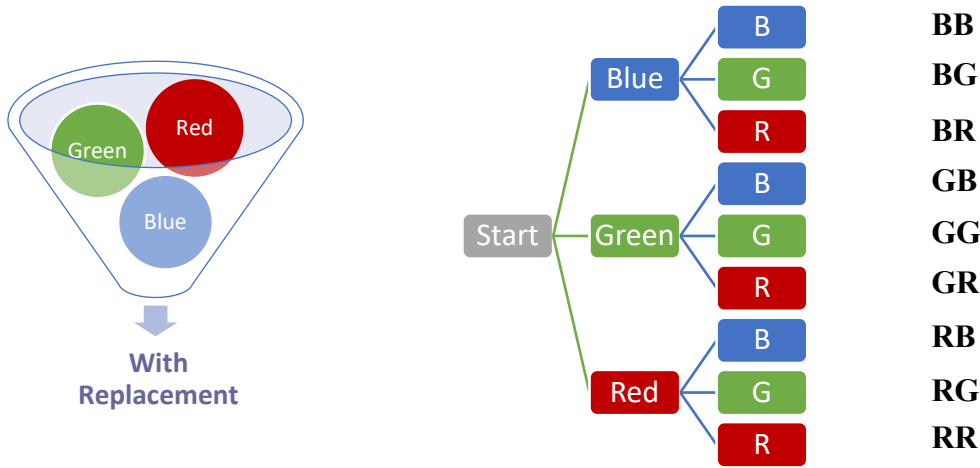 Green
Red
Blue
With
Replacement
Start
Blue
B
BB
G
BG
R
BR
Green
B
GB
G
GG
R
GR
Red
B
RB
G
RG
R
RR